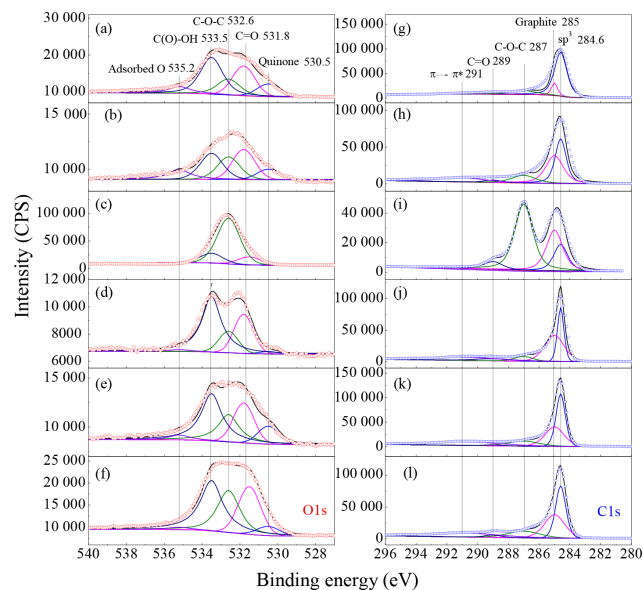 C-O-C 532.6
C(O)-OH 533.5
C=O 531.8
Adsorbed O 535.2
Quinone 530.5
(a)
30 000
20 000
10 000
(b)
10 000
(c)
100 000
50 000
0
(d)
12 000
10 000
8000
6000
(e)
15 000
10 000
(f)
25 000
20 000
15 000
10 000
O1s
540 538 536 534 532 530 528
Graphite 285
sp3 284.6
C-O-C 287
C=O 289
π→ π* 291
(g)
150 000
100 000
50 000
0
(h)
100 000
50 000
0
(i)
40 000
20 000
0
(j)
100 000
50 000
0
(k)
150 000
100 000
50 000
0
(l)
100 000
50 000
0
C1s
296 294 292 290 288 286 284 282 280
Intensity (CPS)
Binding energy (eV)